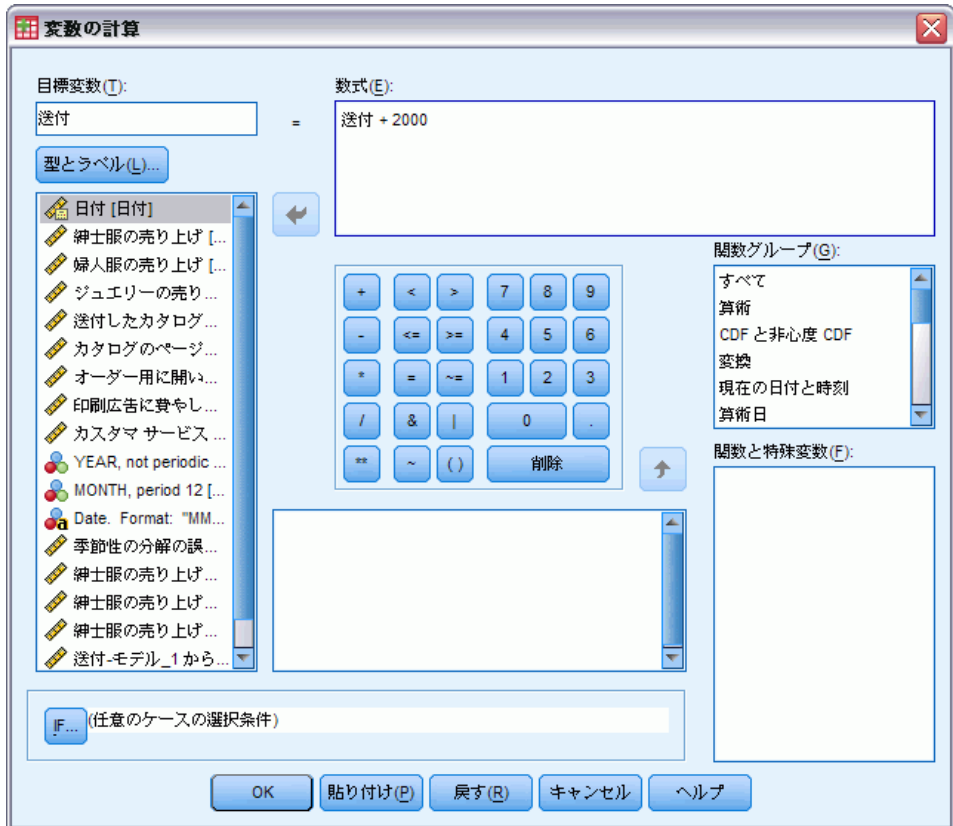 変数の計算
目標変数(T):
送付
=
数式(E):
送付 + 2000
型とラベル(L)...
日付 [日付]
紳士服の売り上げ [...
婦人服の売り上げ [...
ジュエリーの売り...
送付したカタログ...
カタログのページ...
オーダー用に開い...
印刷広告に費やし...
カスタマ サービス ...
YEAR, not periodic ...
MONTH, period 12 [...
Date. Format: "MM...
季節性の分解の誤...
紳士服の売り上げ...
紳士服の売り上げ...
紳士服の売り上げ...
送付-モデル_1 から...
+ < > 7 8 9
- <= >= 4 5 6
* = ~= 1 2 3
/ & | 0 .
** ~ ( ) 削除
関数グループ(G):
すべて
算術
CDF と非心度 CDF
変換
現在の日付と時刻
算術日
関数と特殊変数(F):
IF... (任意のケースの選択条件)
OK 貼り付け(P) 戻す(R) キャンセル ヘルプ